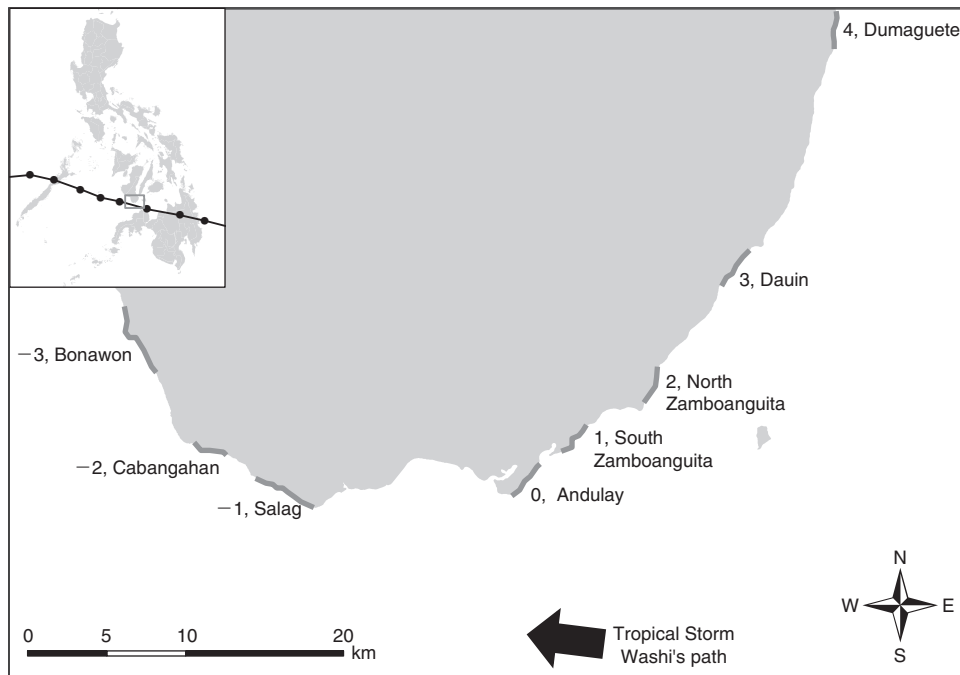 4, Dumaguete
3, Dauin
−3, Bonawon
2, North
Zamboanguita
1, South
Zamboanguita
−2, Cabangahan
0, Andulay
−1, Salag
N
W
E
S
0
5
10
20
km
Tropical Storm
Washi's path